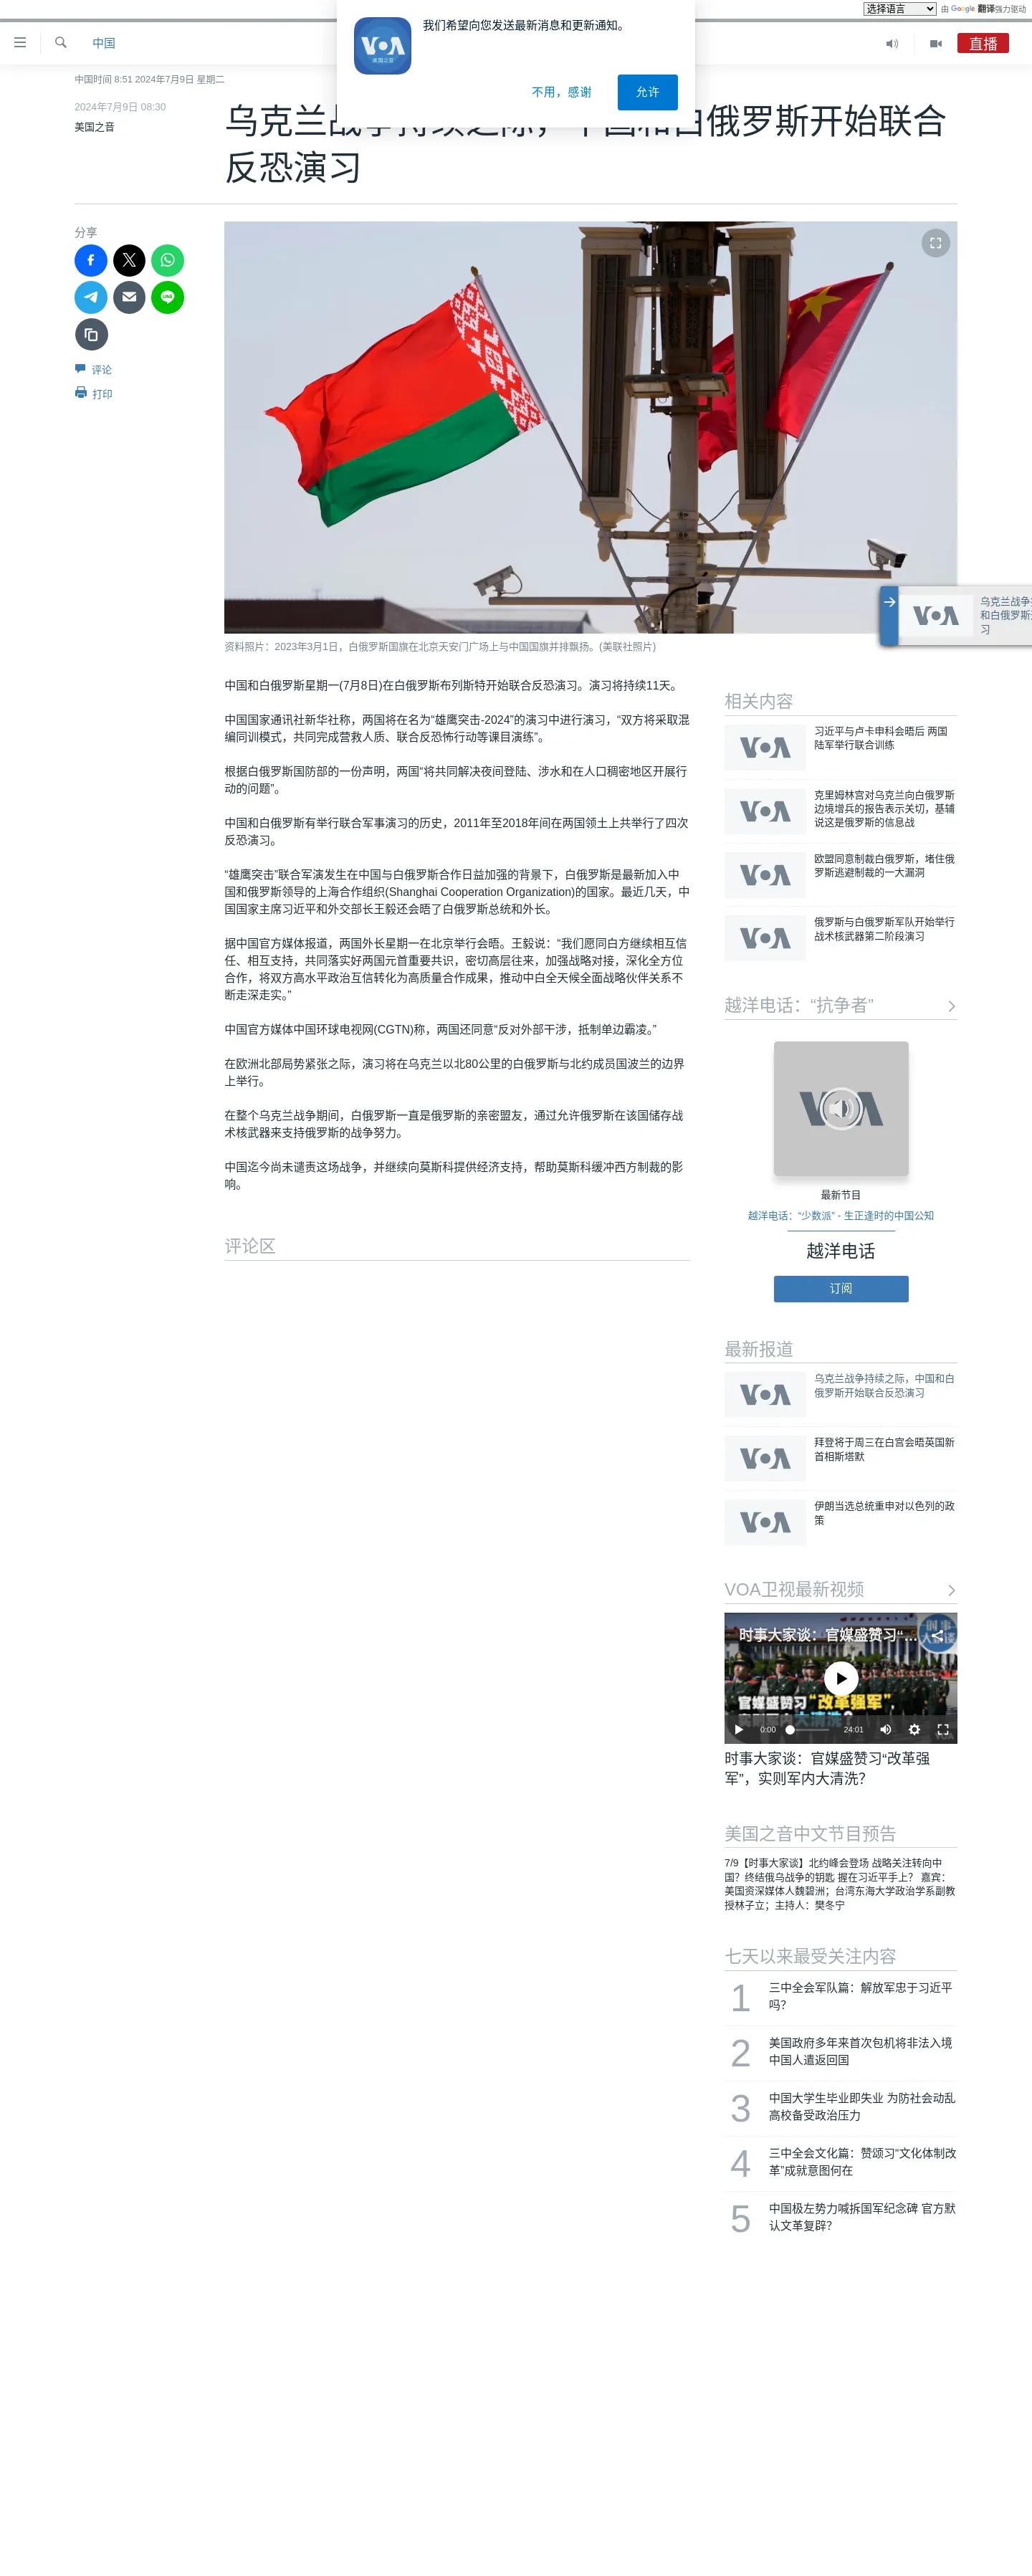 选择语言 由 Google 翻译强力驱动
我们希望向您发送最新消息和更新通知。
VOA
美国之音
不用，感谢 允许
中国
直播
中国时间 8:51 2024年7月9日 星期二
2024年7月9日 08:30
美国之音
乌克兰战争持续之际，中国和白俄罗斯开始联合
反恐演习
分享
评论
打印
资料照片：2023年3月1日，白俄罗斯国旗在北京天安门广场上与中国国旗并排飘扬。(美联社照片)
VOA
乌克兰战争
和白俄罗斯
习
中国和白俄罗斯星期一(7月8日)在白俄罗斯布列斯特开始联合反恐演习。演习将持续11天。
中国国家通讯社新华社称，两国将在名为“雄鹰突击-2024”的演习中进行演习，“双方将采取混
编同训模式，共同完成营救人质、联合反恐怖行动等课目演练”。
根据白俄罗斯国防部的一份声明，两国“将共同解决夜间登陆、涉水和在人口稠密地区开展行
动的问题”。
中国和白俄罗斯有举行联合军事演习的历史，2011年至2018年间在两国领土上共举行了四次
反恐演习。
“雄鹰突击”联合军演发生在中国与白俄罗斯合作日益加强的背景下，白俄罗斯是最新加入中
国和俄罗斯领导的上海合作组织(Shanghai Cooperation Organization)的国家。最近几天，中
国国家主席习近平和外交部长王毅还会晤了白俄罗斯总统和外长。
据中国官方媒体报道，两国外长星期一在北京举行会晤。王毅说：“我们愿同白方继续相互信
任、相互支持，共同落实好两国元首重要共识，密切高层往来，加强战略对接，深化全方位
合作，将双方高水平政治互信转化为高质量合作成果，推动中白全天候全面战略伙伴关系不
断走深走实。”
中国官方媒体中国环球电视网(CGTN)称，两国还同意“反对外部干涉，抵制单边霸凌。”
在欧洲北部局势紧张之际，演习将在乌克兰以北80公里的白俄罗斯与北约成员国波兰的边界
上举行。
在整个乌克兰战争期间，白俄罗斯一直是俄罗斯的亲密盟友，通过允许俄罗斯在该国储存战
术核武器来支持俄罗斯的战争努力。
中国迄今尚未谴责这场战争，并继续向莫斯科提供经济支持，帮助莫斯科缓冲西方制裁的影
响。
评论区
相关内容
VOA
习近平与卢卡申科会晤后 两国
陆军举行联合训练
VOA
克里姆林宫对乌克兰向白俄罗斯
边境增兵的报告表示关切，基辅
说这是俄罗斯的信息战
VOA
欧盟同意制裁白俄罗斯，堵住俄
罗斯逃避制裁的一大漏洞
VOA
俄罗斯与白俄罗斯军队开始举行
战术核武器第二阶段演习
越洋电话：“抗争者”
VOA
最新节目
越洋电话：“少数派” - 生正逢时的中国公知
越洋电话
订阅
最新报道
VOA
乌克兰战争持续之际，中国和白
俄罗斯开始联合反恐演习
VOA
拜登将于周三在白宫会晤英国新
首相斯塔默
VOA
伊朗当选总统重申对以色列的政
策
VOA卫视最新视频
时事大家谈：官媒盛赞习“...
时事
大家谈
官媒盛赞习“改革强军”
0:00 24:01
时事大家谈：官媒盛赞习“改革强
军”，实则军内大清洗？
美国之音中文节目预告
7/9【时事大家谈】北约峰会登场 战略关注转向中
国？终结俄乌战争的钥匙 握在习近平手上？ 嘉宾：
美国资深媒体人魏碧洲；台湾东海大学政治学系副教
授林子立；主持人：樊冬宁
七天以来最受关注内容
1 三中全会军队篇：解放军忠于习近平
吗？
2 美国政府多年来首次包机将非法入境
中国人遣返回国
3 中国大学生毕业即失业 为防社会动乱
高校备受政治压力
4 三中全会文化篇：赞颂习“文化体制改
革”成就意图何在
5 中国极左势力喊拆国军纪念碑 官方默
认文革复辟？